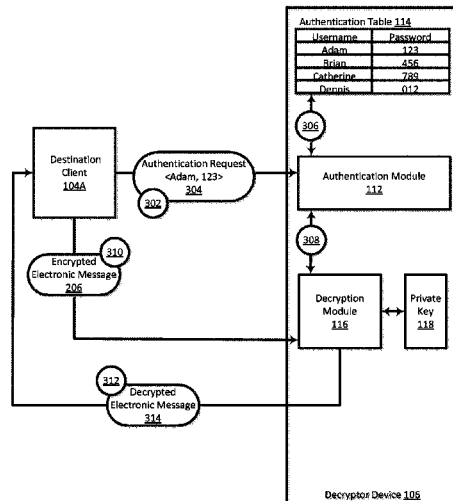 Authentication Table 114
Username Password
Adam 123
Brian 456
Catherine 789
Dennis 012
306
Destination
Client
104A
Authentication Request
<Adam, 123>
304
302
Authentication Module
112
308
310
Encrypted
Electronic Message
206
Decryption
Module
116
Private
Key
118
312
Decrypted
Electronic Message
314
Decryptor Device 106